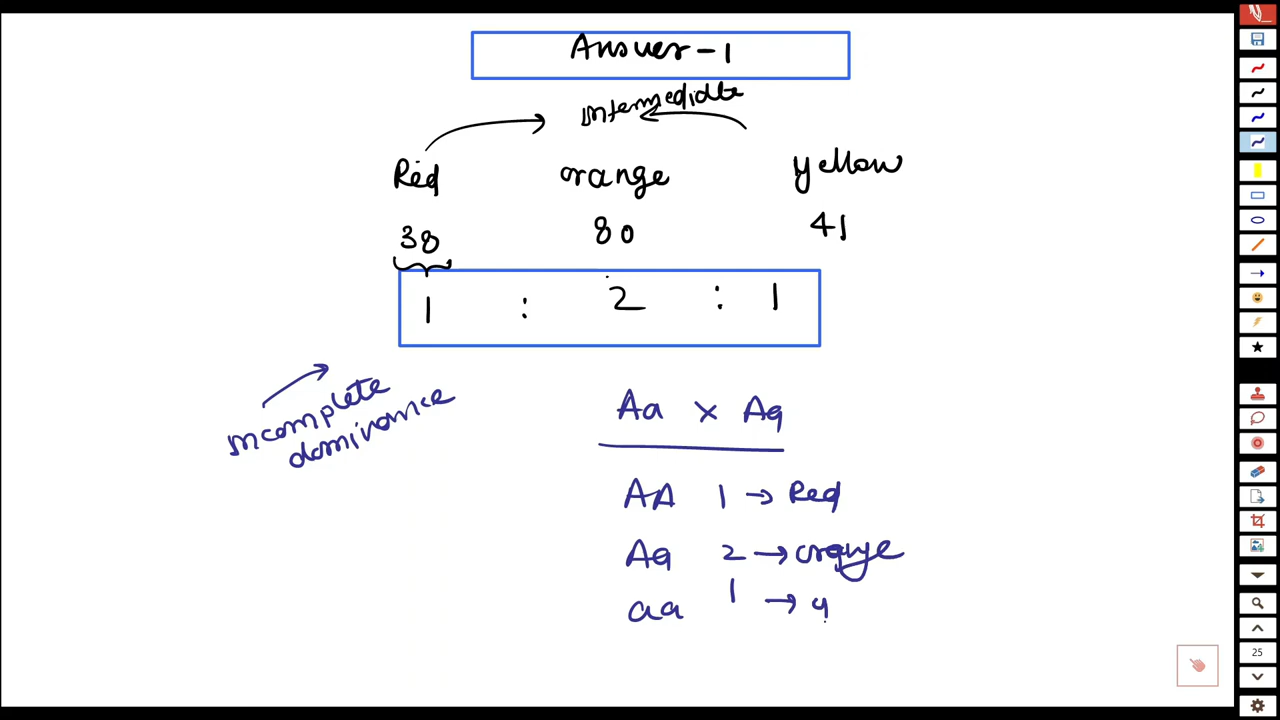 Answer-1
intermediate
Red orange yellow
38 80 41
1 : 2 : 1
incomplete
dominance
Aa x Aa
AA 1 → Red
Aa 2 → orange
aa 1 → y
25